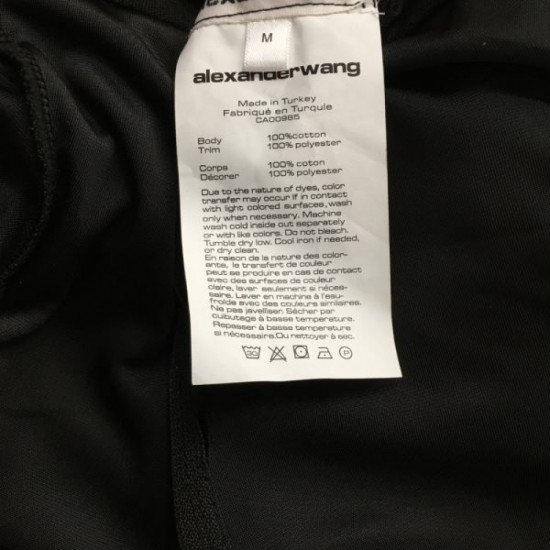 M
alexanderwang
Made in Turkey
Fabriqué en Turquie
CA00985
Body 100%cotton
Trim 100% polyester
Corps 100% coton
Décorer 100% polyester
Due to the nature of dyes, color
transfer may occur if in contact
with light colored surfaces,wash
only when necessary. Machine
wash cold inside out separately
or with like colors. Do not bleach.
Tumble dry low. Cool iron if needed,
or dry clean.
En raison de la nature des color-
ants, le transfert de couleur
peut se produire en cas de contact
avec des surfaces de couleur
claire, laver seulement si néces-
saire. Laver en machine à l'eau
froide avec des couleurs similaires.
Ne pas javelliser. Sécher par
culbutage à basse température.
Repasser à basse température
si nécessaire.Ou nettoyer à sec.
30 P